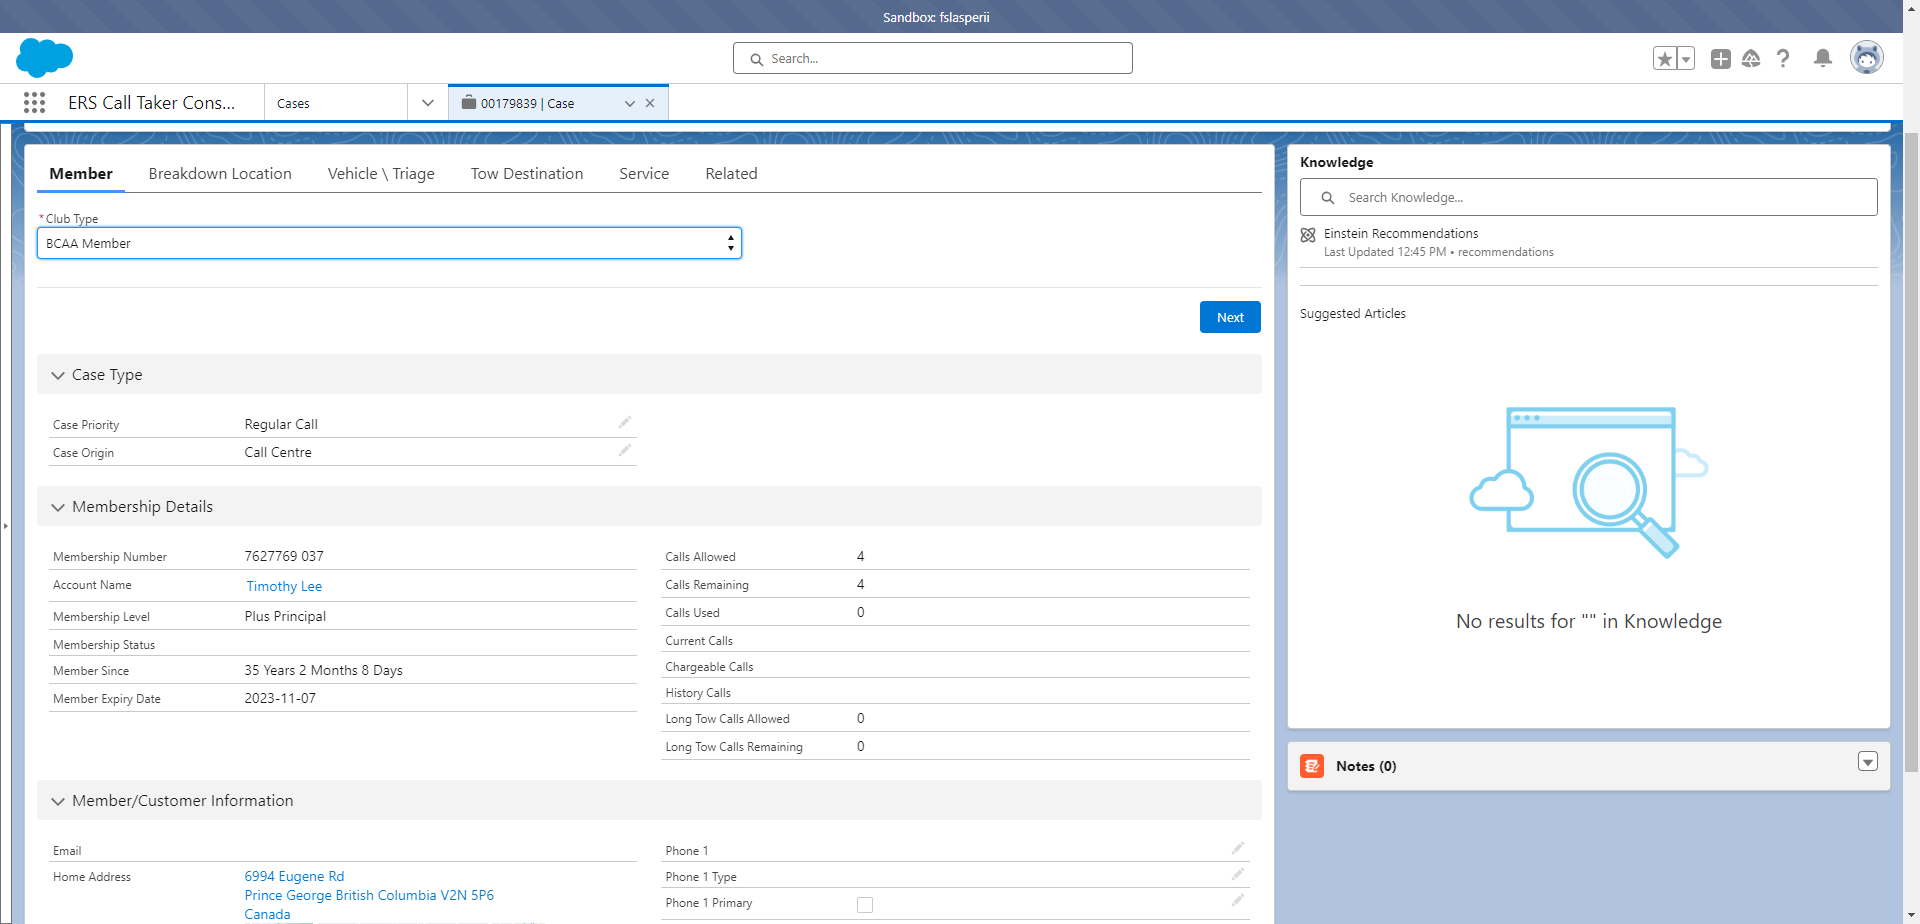 Sandbox: fslasperii
Search...
ERS Call Taker Cons...
Cases
00179839 | Case
Member
Breakdown Location
Vehicle \ Triage
Tow Destination
Service
Related
*Club Type
BCAA Member
Next
Case Type
Case Priority Regular Call
Case Origin Call Centre
Membership Details
Membership Number 7627769 037
Account Name Timothy Lee
Membership Level Plus Principal
Membership Status
Member Since 35 Years 2 Months 8 Days
Member Expiry Date 2023-11-07
Calls Allowed 4
Calls Remaining 4
Calls Used 0
Current Calls
Chargeable Calls
History Calls
Long Tow Calls Allowed 0
Long Tow Calls Remaining 0
Member/Customer Information
Email
Home Address 6994 Eugene Rd
Prince George British Columbia V2N 5P6
Canada
Phone 1
Phone 1 Type
Phone 1 Primary
Knowledge
Search Knowledge...
Einstein Recommendations
Last Updated 12:45 PM • recommendations
Suggested Articles
No results for "" in Knowledge
Notes (0)